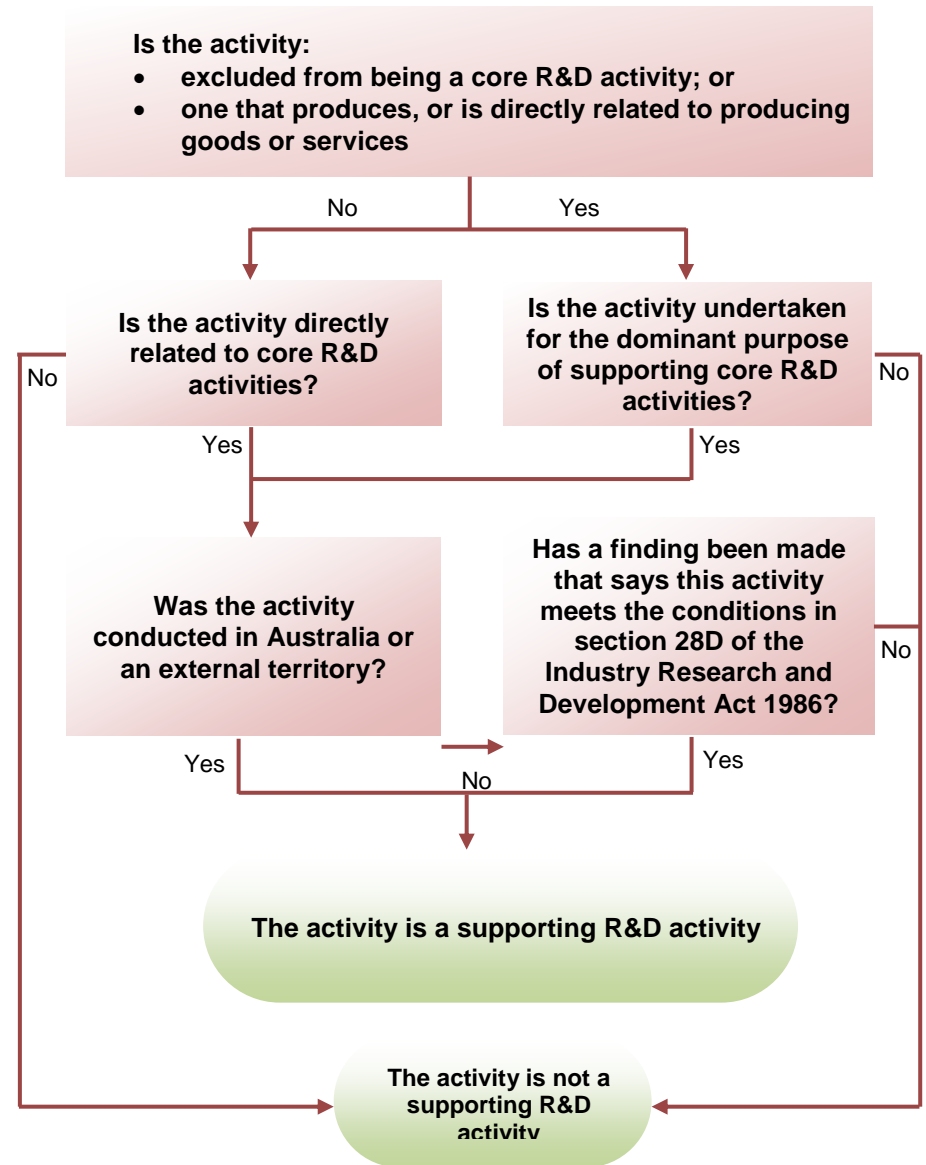 Is the activity:
• excluded from being a core R&D activity; or
• one that produces, or is directly related to producing
goods or services
No
Yes
Is the activity directly
related to core R&D
activities?
Is the activity undertaken
for the dominant purpose
of supporting core R&D
activities?
No
No
Yes
Yes
Was the activity
conducted in Australia or
an external territory?
Has a finding been made
that says this activity
meets the conditions in
section 28D of the
Industry Research and
Development Act 1986?
No
Yes
No
Yes
The activity is a supporting R&D activity
The activity is not a
supporting R&D
activity